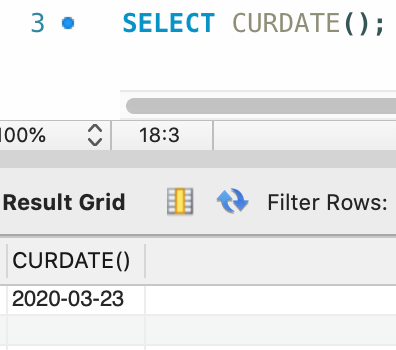 3 SELECT CURDATE();
100% 18:3
Result Grid Filter Rows:
CURDATE()
2020-03-23